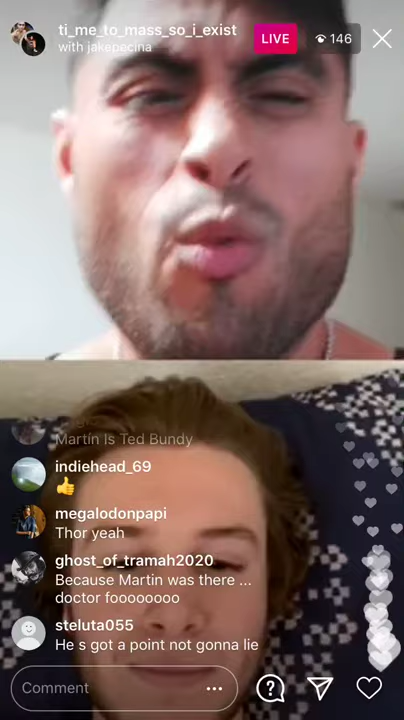 ti_me_to_mass_so_i_exist
LIVE
146
with jakepecina
Martín Is Ted Bundy
indiehead_69
👍
megalodonpapi
Thor yeah
ghost_of_tramah2020
Because Martin was there ...
doctor foooooooo
steluta055
He s got a point not gonna lie
Comment